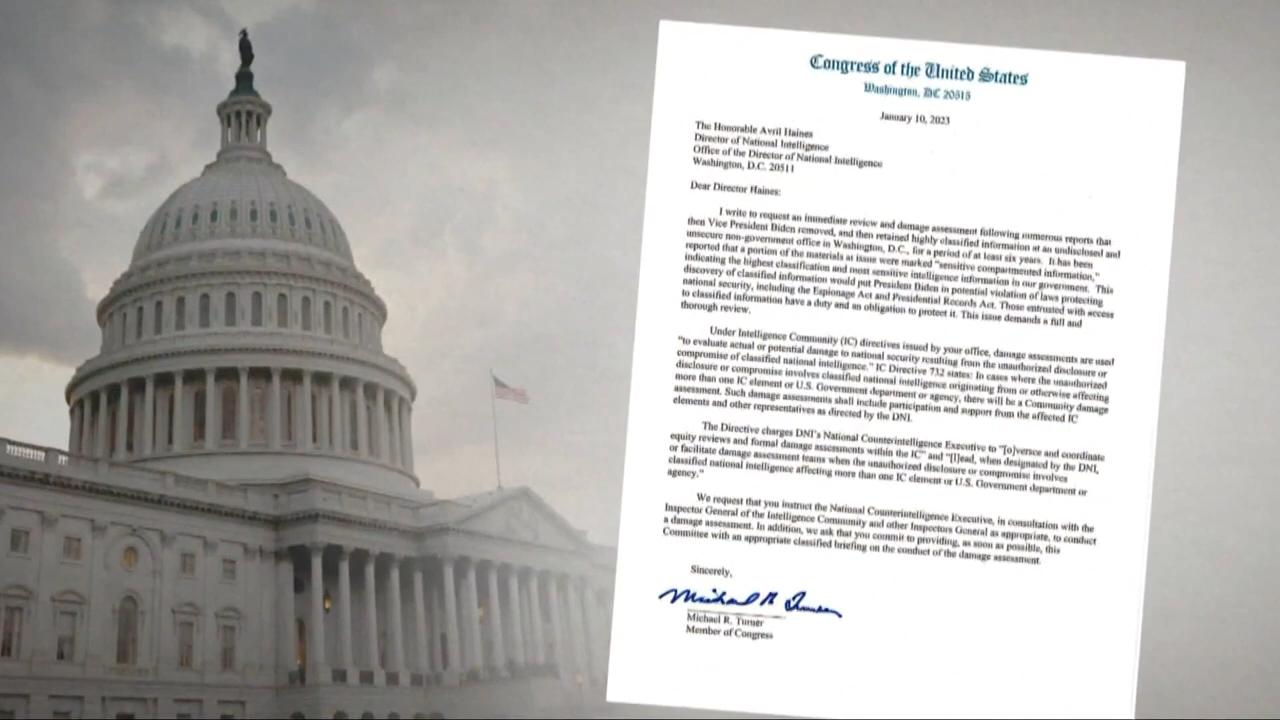 Congress of the United States
Washington, DC 20515
January 10, 2023
The Honorable Avril Haines
Director of National Intelligence
Office of the Director of National Intelligence
Washington, D.C. 20511
Dear Director Haines:
I write to request an immediate review and damage assessment following numerous reports that
then Vice President Biden removed, and then retained highly classified information at an undisclosed and
unsecure non-government office in Washington, D.C., for a period of at least six years. It has been
reported that a portion of the materials at issue were marked "sensitive compartmented information,"
indicating the highest classification and most sensitive intelligence information in our government. This
discovery of classified information would put President Biden in potential violation of laws protecting
national security, including the Espionage Act and Presidential Records Act. Those entrusted with access
to classified information have a duty and an obligation to protect it. This issue demands a full and
thorough review.
Under Intelligence Community (IC) directives issued by your office, damage assessments are used
"to evaluate actual or potential damage to national security resulting from the unauthorized disclosure or
compromise of classified national intelligence." IC Directive 732 states: In cases where the unauthorized
disclosure or compromise involves classified national intelligence originating from or otherwise affecting
more than one IC element or U.S. Government department or agency, there will be a Community damage
assessment. Such damage assessments shall include participation and support from the affected IC
elements and other representatives as directed by the DNI.
The Directive charges DNI's National Counterintelligence Executive to "[o]versee and coordinate
equity reviews and formal damage assessments within the IC" and "[l]ead, when designated by the DNI,
or facilitate damage assessment teams when the unauthorized disclosure or compromise involves
classified national intelligence affecting more than one IC element or U.S. Government department or
agency."
We request that you instruct the National Counterintelligence Executive, in consultation with the
Inspector General of the Intelligence Community and other Inspectors General as appropriate, to conduct
a damage assessment. In addition, we ask that you commit to providing, as soon as possible, this
Committee with an appropriate classified briefing on the conduct of the damage assessment.
Sincerely,
Michael R. Turner
Michael R. Turner
Member of Congress